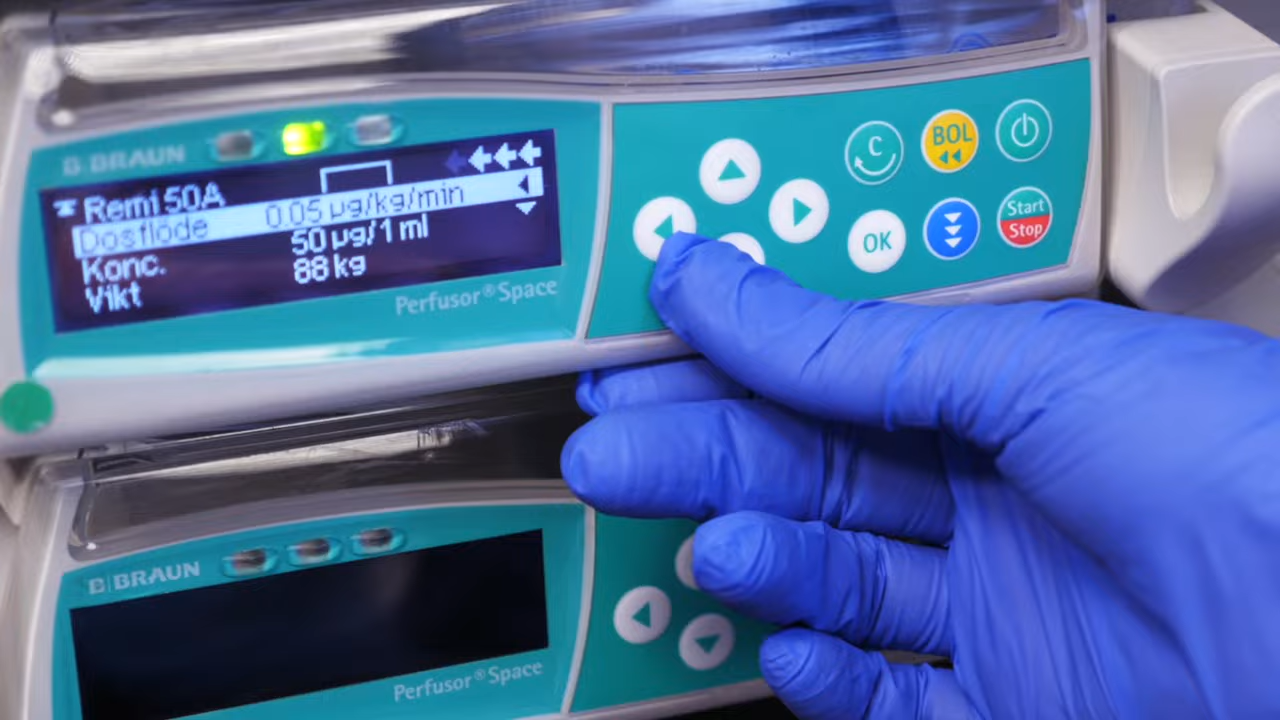 B BRAUN
Remi 50A
Dosflöde 0.05 µg/kg/min
Konc. 50 µg/1 ml
Vikt 88 kg
Perfusor®Space
C
BOL
OK
Start
Stop
B BRAUN
Perfusor®Space